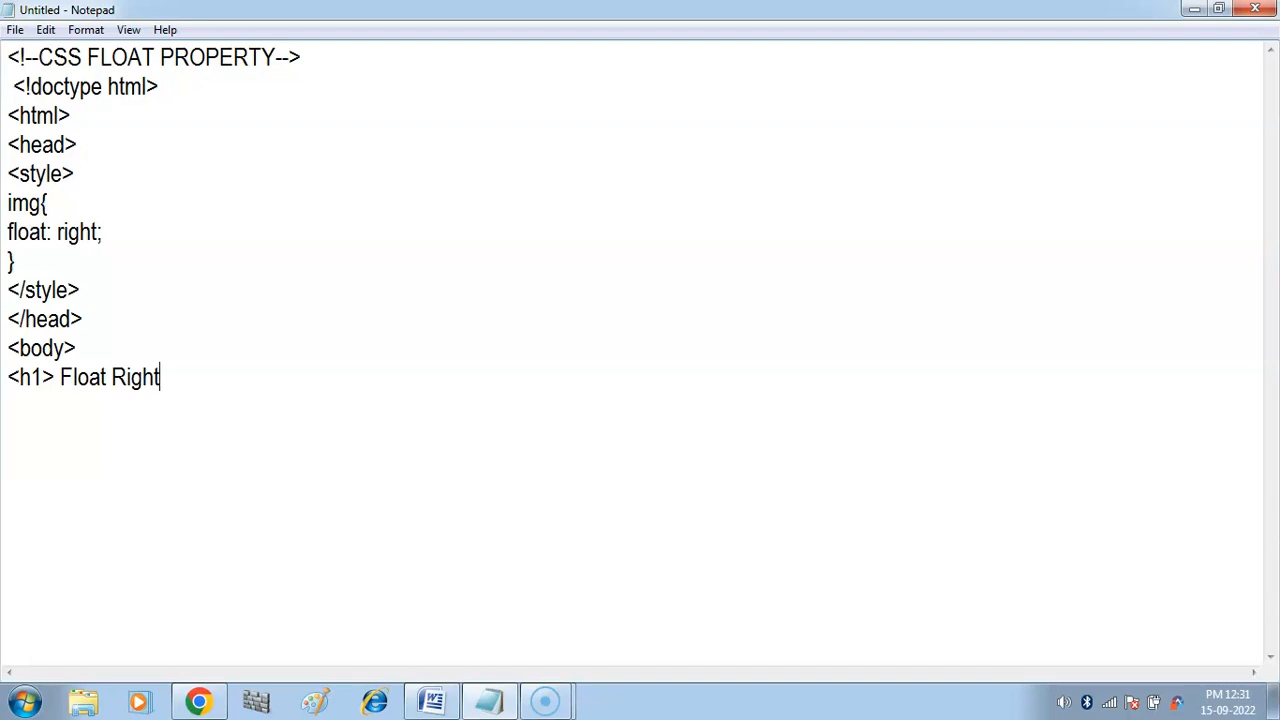 Untitled - Notepad
File Edit Format View Help
<!--CSS FLOAT PROPERTY-->
<!doctype html>
<html>
<head>
<style>
img{
float: right;
}
</style>
</head>
<body>
<h1> Float Right
PM 12:31
15-09-2022